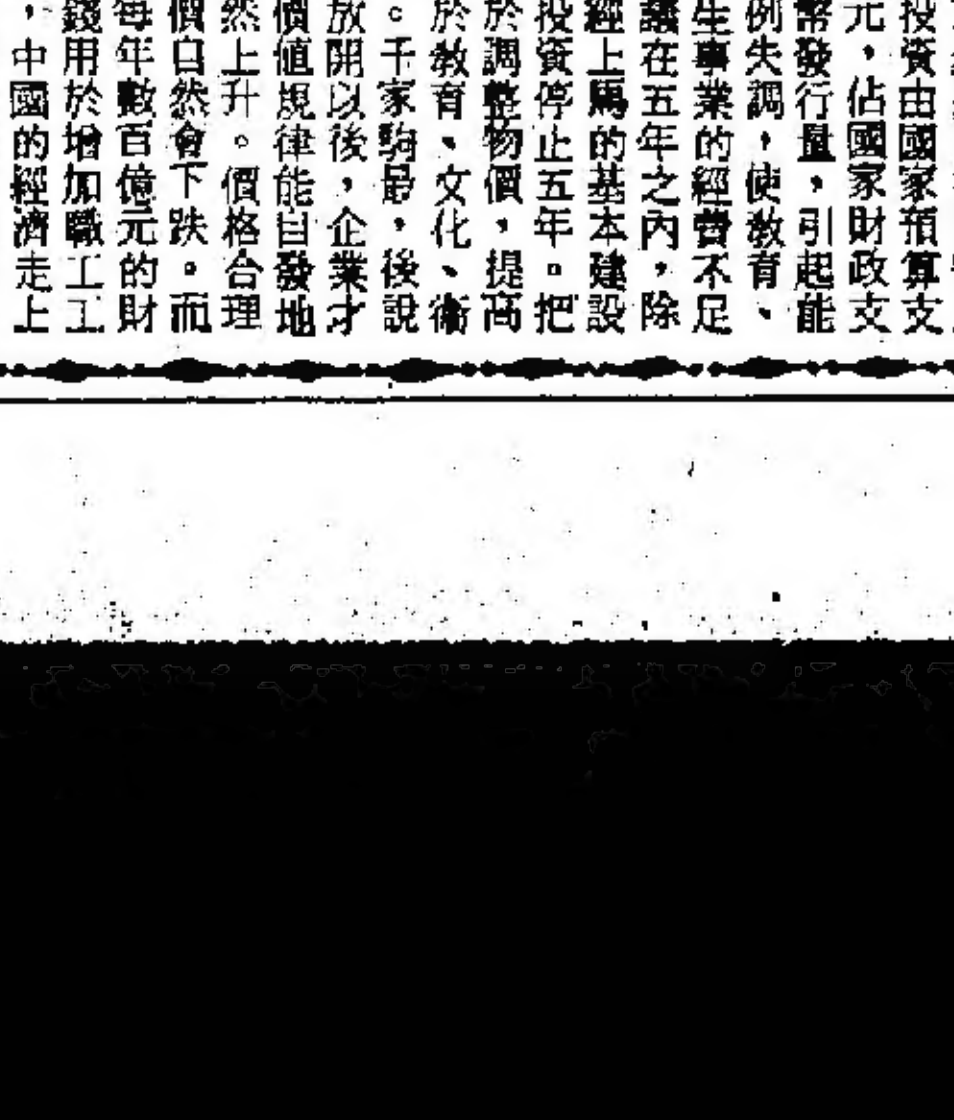 投資由國家預算支
元，佔國家財政支
幣發行量，引起能
例失調，使教育、
生事業的經費不足
議在五年之內，除
經上馬的基本建設
投資停止五年。把
於調整物價，提高
於教育、文化、衞
。千家駒最，後說
放開以後，企業才
價值規律能自發地
然上升。價格合理
價自然會下跌。而
每年數百億元的財
錢用於增加職工工
，中國的經濟走上